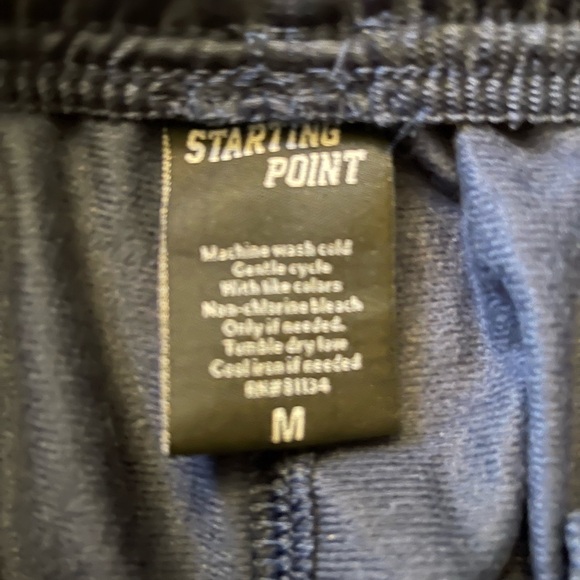 STARTING
POINT
Machine wash cold
Gentle cycle
With like colors
Non-chlorine bleach
Only if needed.
Tumble dry low
Cool iron if needed
RN#81134
M